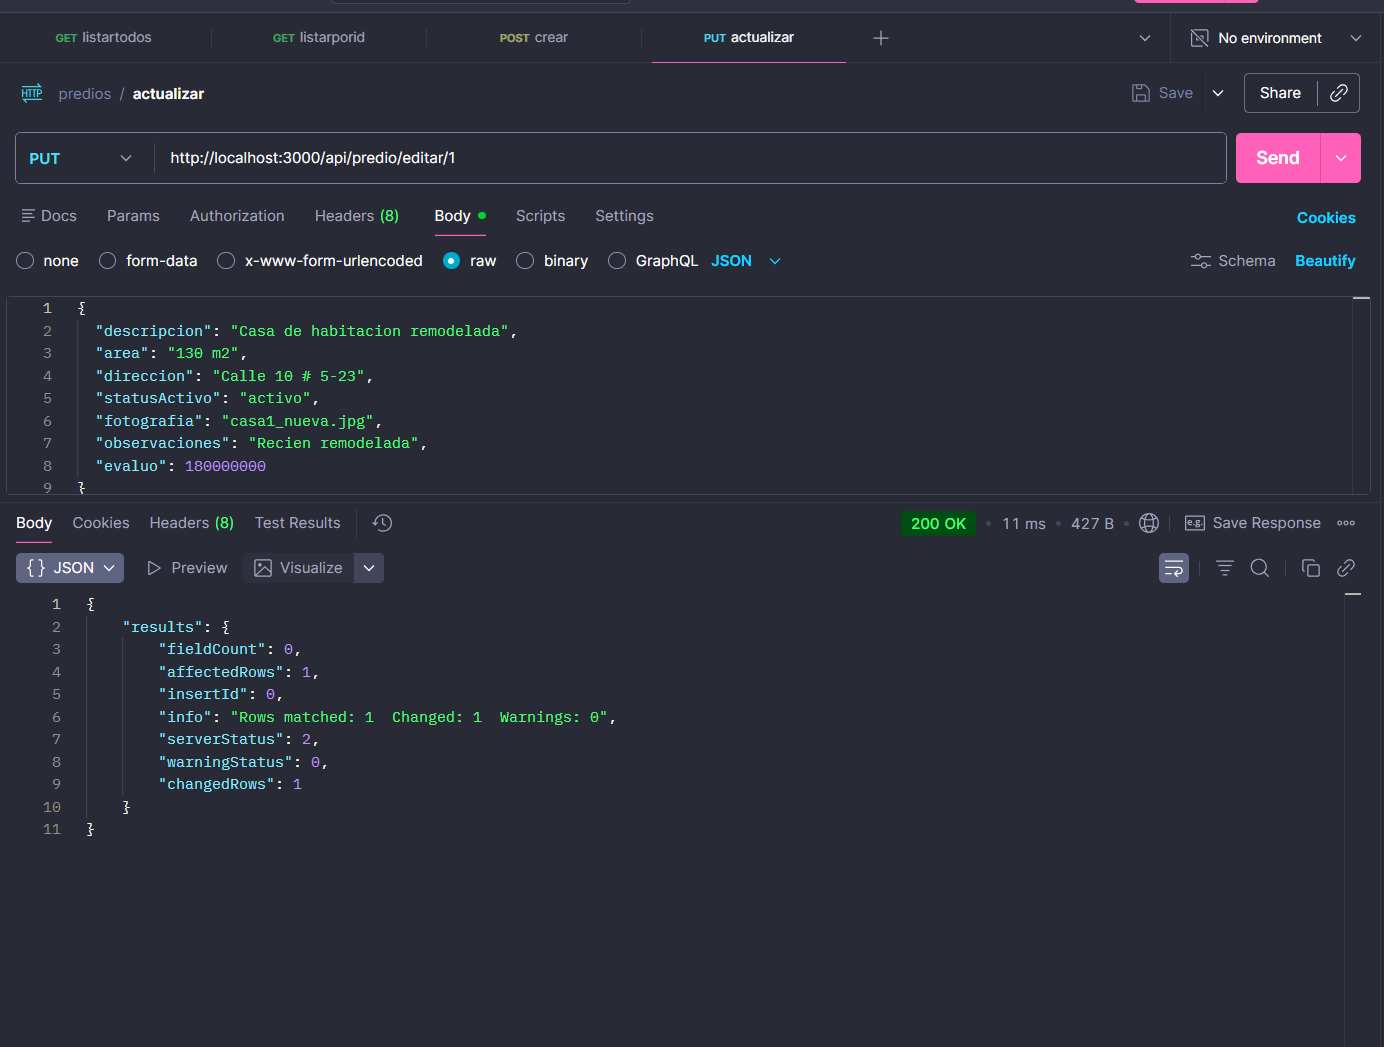 GET listartodos GET listarporid POST crear PUT actualizar No environment
HTTP predios / actualizar Save Share
PUT http://localhost:3000/api/predio/editar/1 Send
Docs Params Authorization Headers (8) Body Scripts Settings Cookies
none form-data x-www-form-urlencoded raw binary GraphQL JSON Schema Beautify
1 {
2 "descripcion": "Casa de habitacion remodelada",
3 "area": "130 m2",
4 "direccion": "Calle 10 # 5-23",
5 "statusActivo": "activo",
6 "fotografia": "casa1_nueva.jpg",
7 "observaciones": "Recien remodelada",
8 "evaluo": 180000000
9 }
Body Cookies Headers (8) Test Results 200 OK • 11 ms • 427 B • e.g. Save Response
{} JSON Preview Visualize
1 {
2 "results": {
3 "fieldCount": 0,
4 "affectedRows": 1,
5 "insertId": 0,
6 "info": "Rows matched: 1  Changed: 1  Warnings: 0",
7 "serverStatus": 2,
8 "warningStatus": 0,
9 "changedRows": 1
10 }
11 }